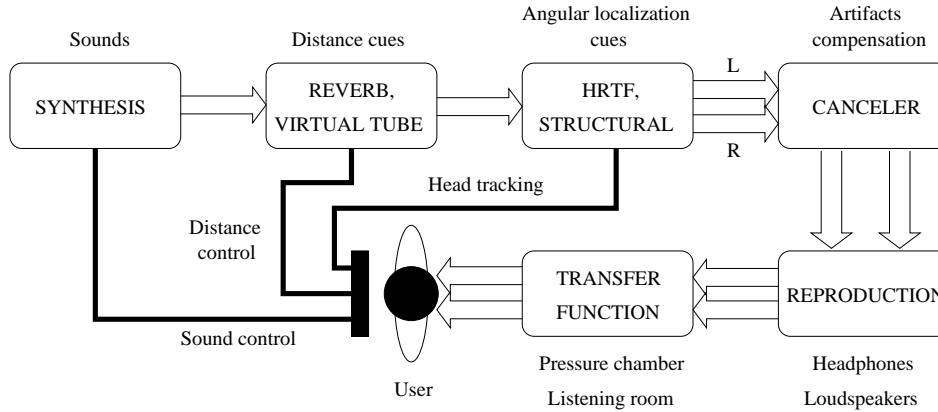 Sounds
Distance cues
Angular localization
cues
Artifacts
compensation
SYNTHESIS
REVERB,
VIRTUAL TUBE
HRTF,
STRUCTURAL
L
R
CANCELER
Head tracking
Distance
control
Sound control
User
TRANSFER
FUNCTION
Pressure chamber
Listening room
REPRODUCTION
Headphones
Loudspeakers